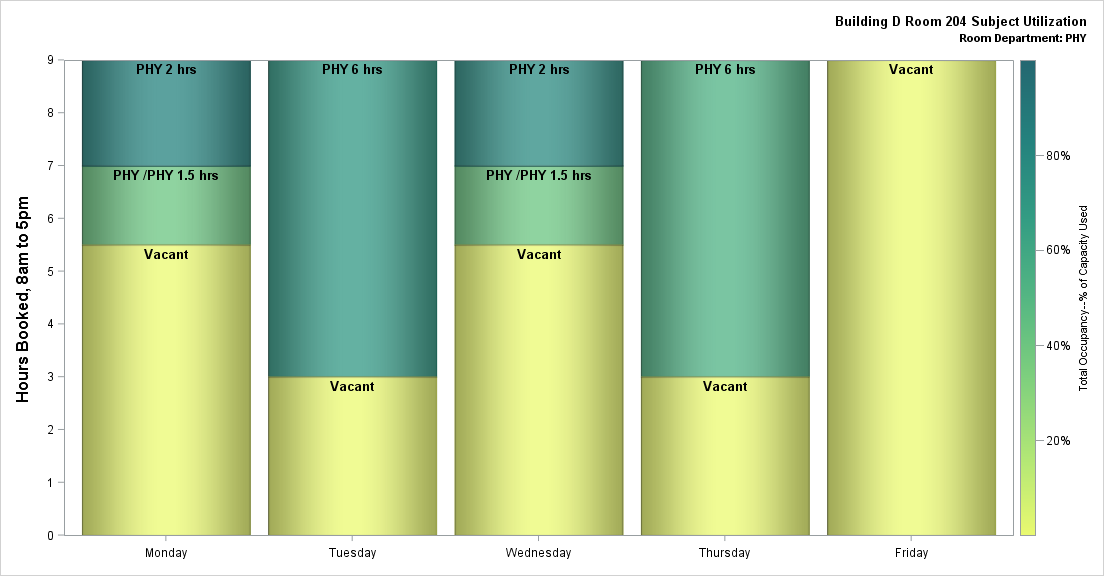 Building D Room 204 Subject Utilization
Room Department: PHY
Hours Booked, 8am to 5pm
9
8
7
6
5
4
3
2
1
0
PHY 2 hrs
PHY /PHY 1.5 hrs
Vacant
PHY 6 hrs
Vacant
PHY 2 hrs
PHY /PHY 1.5 hrs
Vacant
PHY 6 hrs
Vacant
Vacant
Monday
Tuesday
Wednesday
Thursday
Friday
80%
60%
40%
20%
Total Occupancy--% of Capacity Used